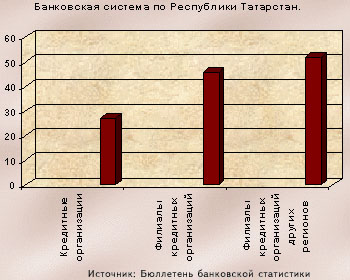 Банковская система по Республики Татарстан.
60
50
40
30
20
10
0
Кредитные
организации
Филиалы
кредитных
организаций
Филиалы
кредитных
организаций
других
регионов
Источник: Бюллетень банковской статистики